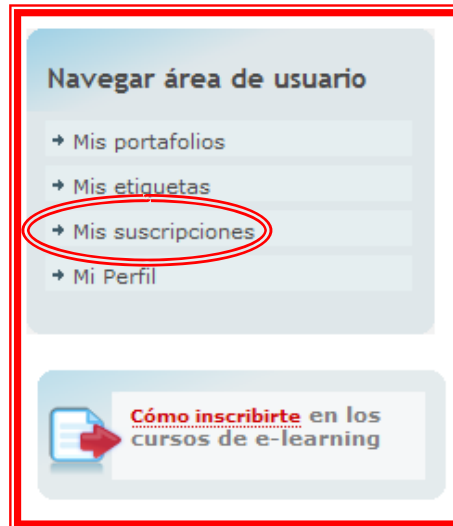 Navegar área de usuario
Mis portafolios
Mis etiquetas
Mis suscripciones
Mi Perfil
Cómo inscribirte en los
cursos de e-learning